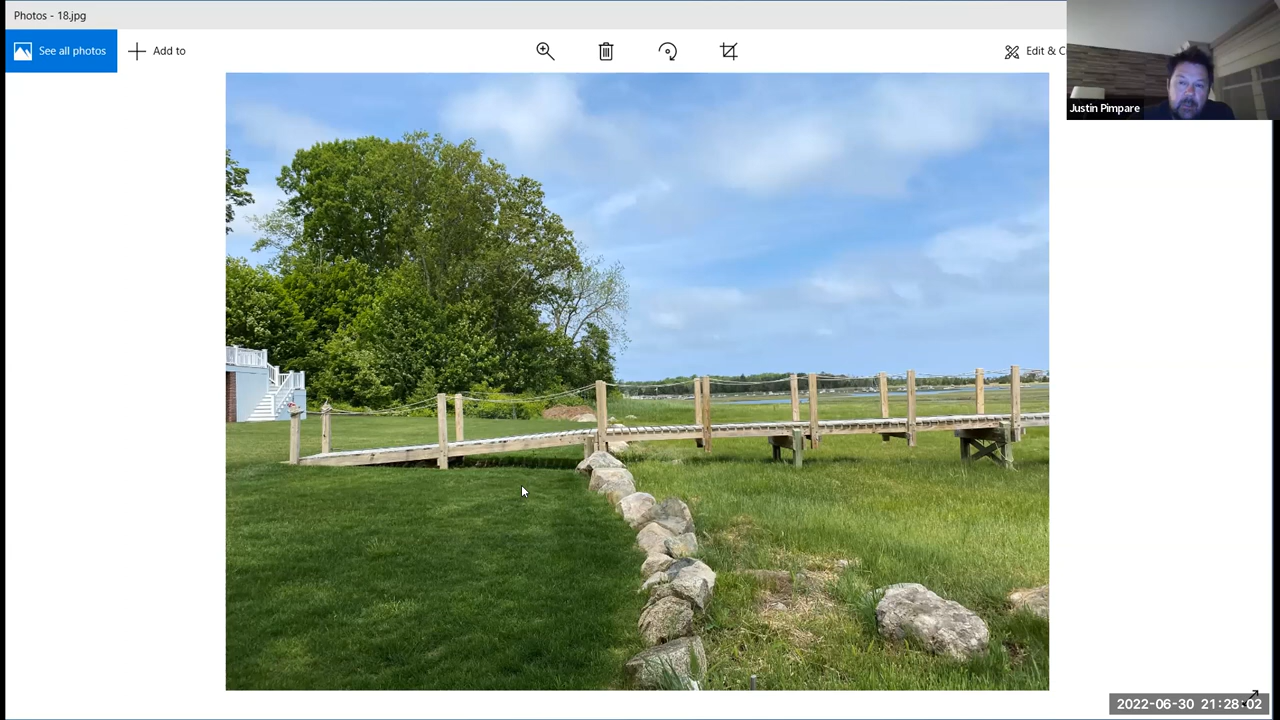 Photos - 18.jpg
See all photos
Add to
Edit & C
Justin Pimpare
2022-06-30 21:28:02